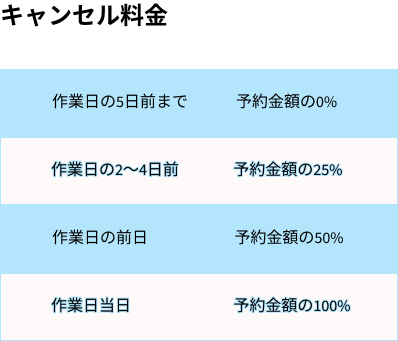 キャンセル料金
作業日の5日前まで 予約金額の0%
作業日の2〜4日前 予約金額の25%
作業日の前日 予約金額の50%
作業日当日 予約金額の100%